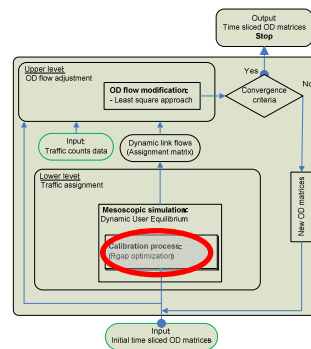 Output
Time sliced OD matrices
Stop
Upper level:
OD flow adjustment
OD flow modification:
- Least square approach
Yes
No
Convergence
criteria
Input:
Traffic counts data
Dynamic link flows
(Assignment matrix)
Lower level:
Traffic assignment
Mesoscopic simulation:
Dynamic User Equilibrium
Calibration process:
(Rgap optimization)
New OD matrices
Input:
Initial time sliced OD matrices